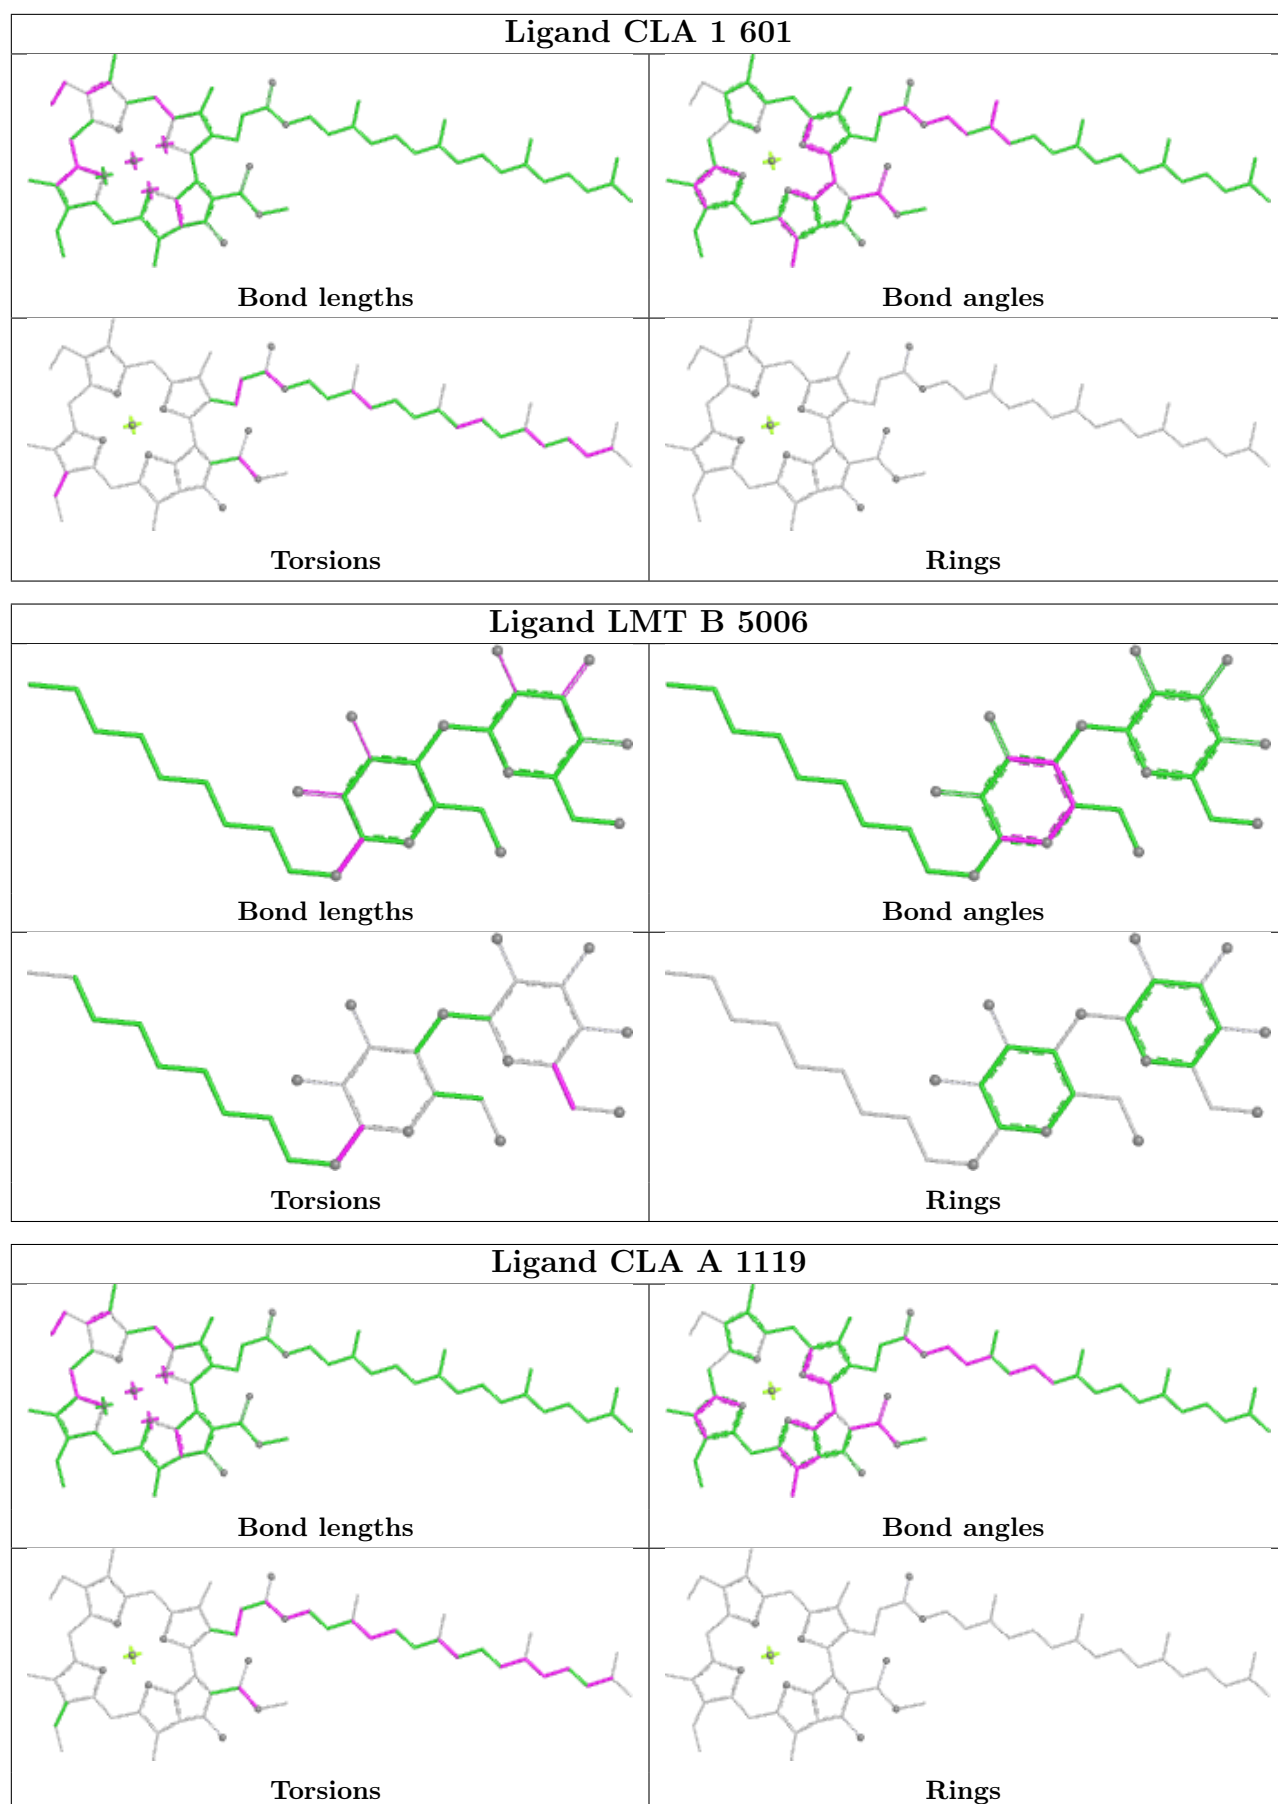 Ligand CLA 1 601
Bond lengths
Bond angles
Torsions
Rings
Ligand LMT B 5006
Bond lengths
Bond angles
Torsions
Rings
Ligand CLA A 1119
Bond lengths
Bond angles
Torsions
Rings